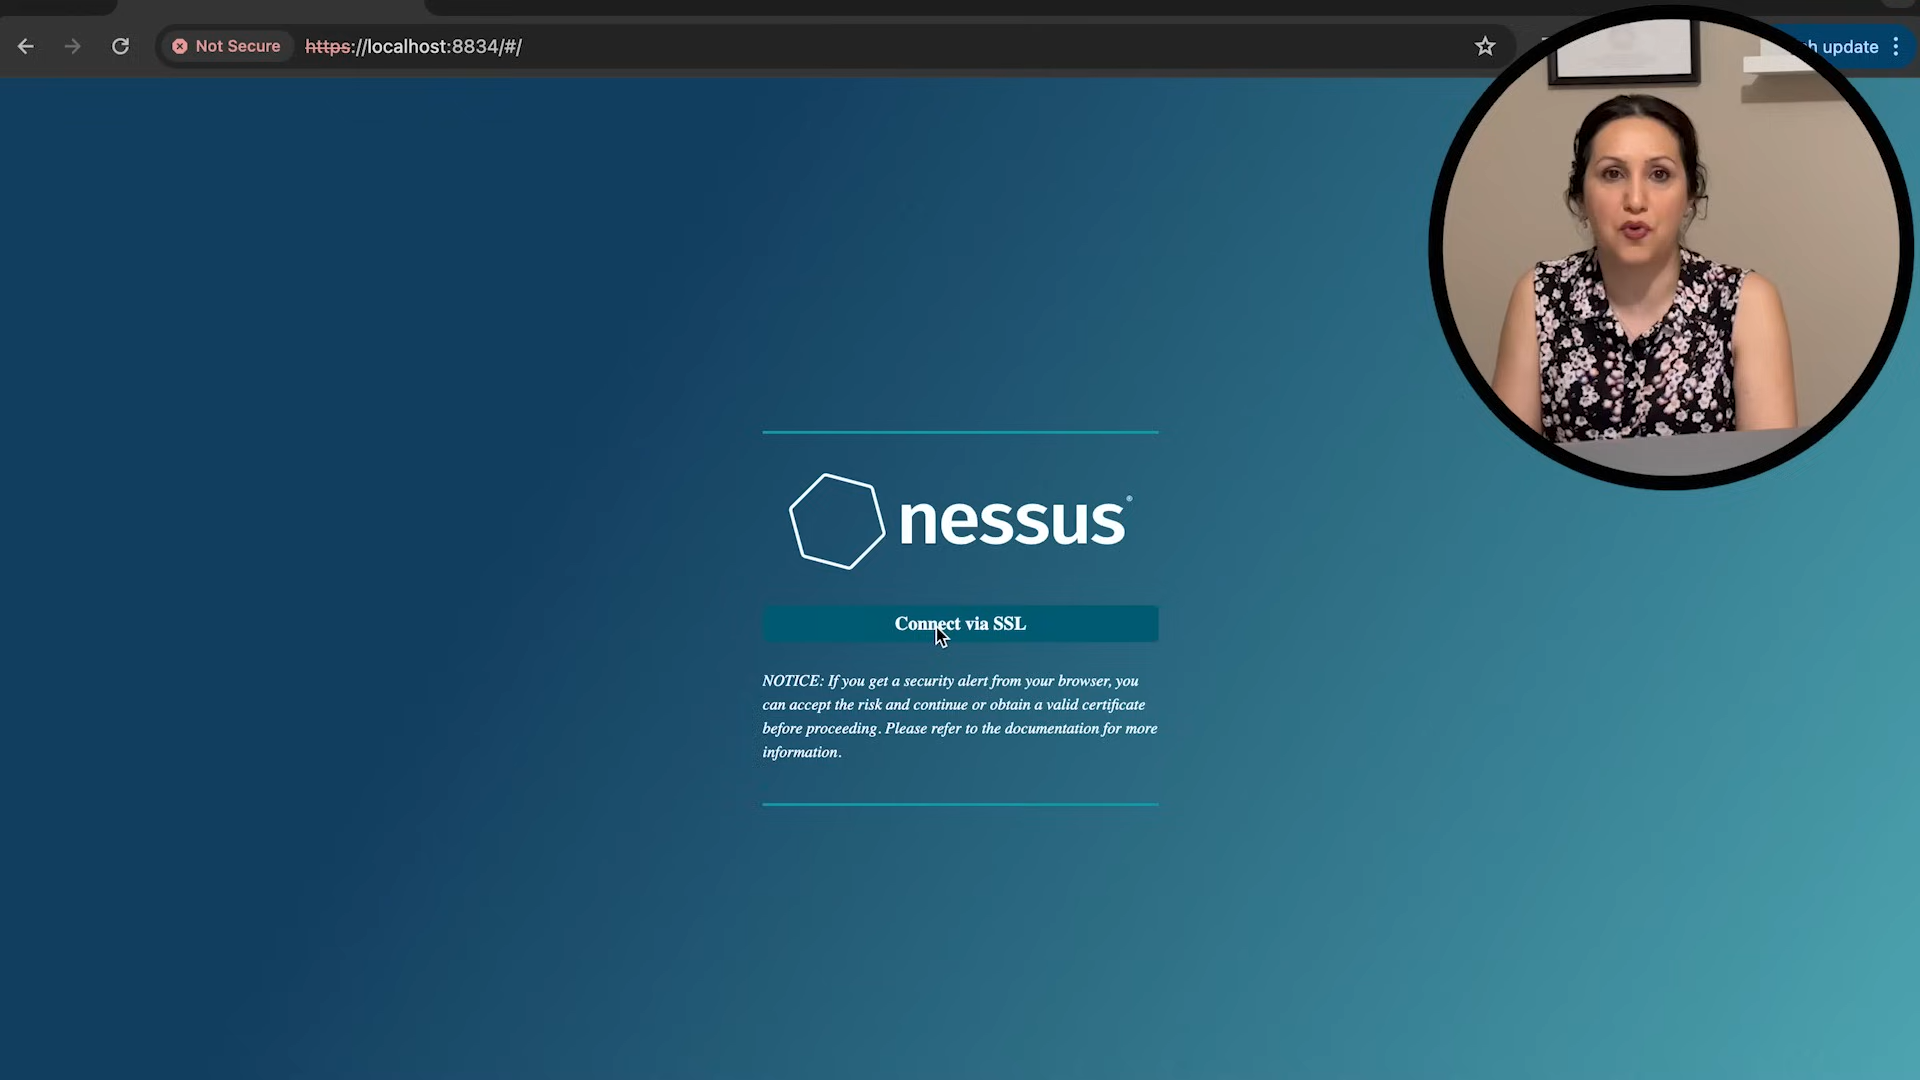 Not Secure https://localhost:8834/#/
update
nessus®
Connect via SSL
NOTICE: If you get a security alert from your browser, you
can accept the risk and continue or obtain a valid certificate
before proceeding. Please refer to the documentation for more
information.